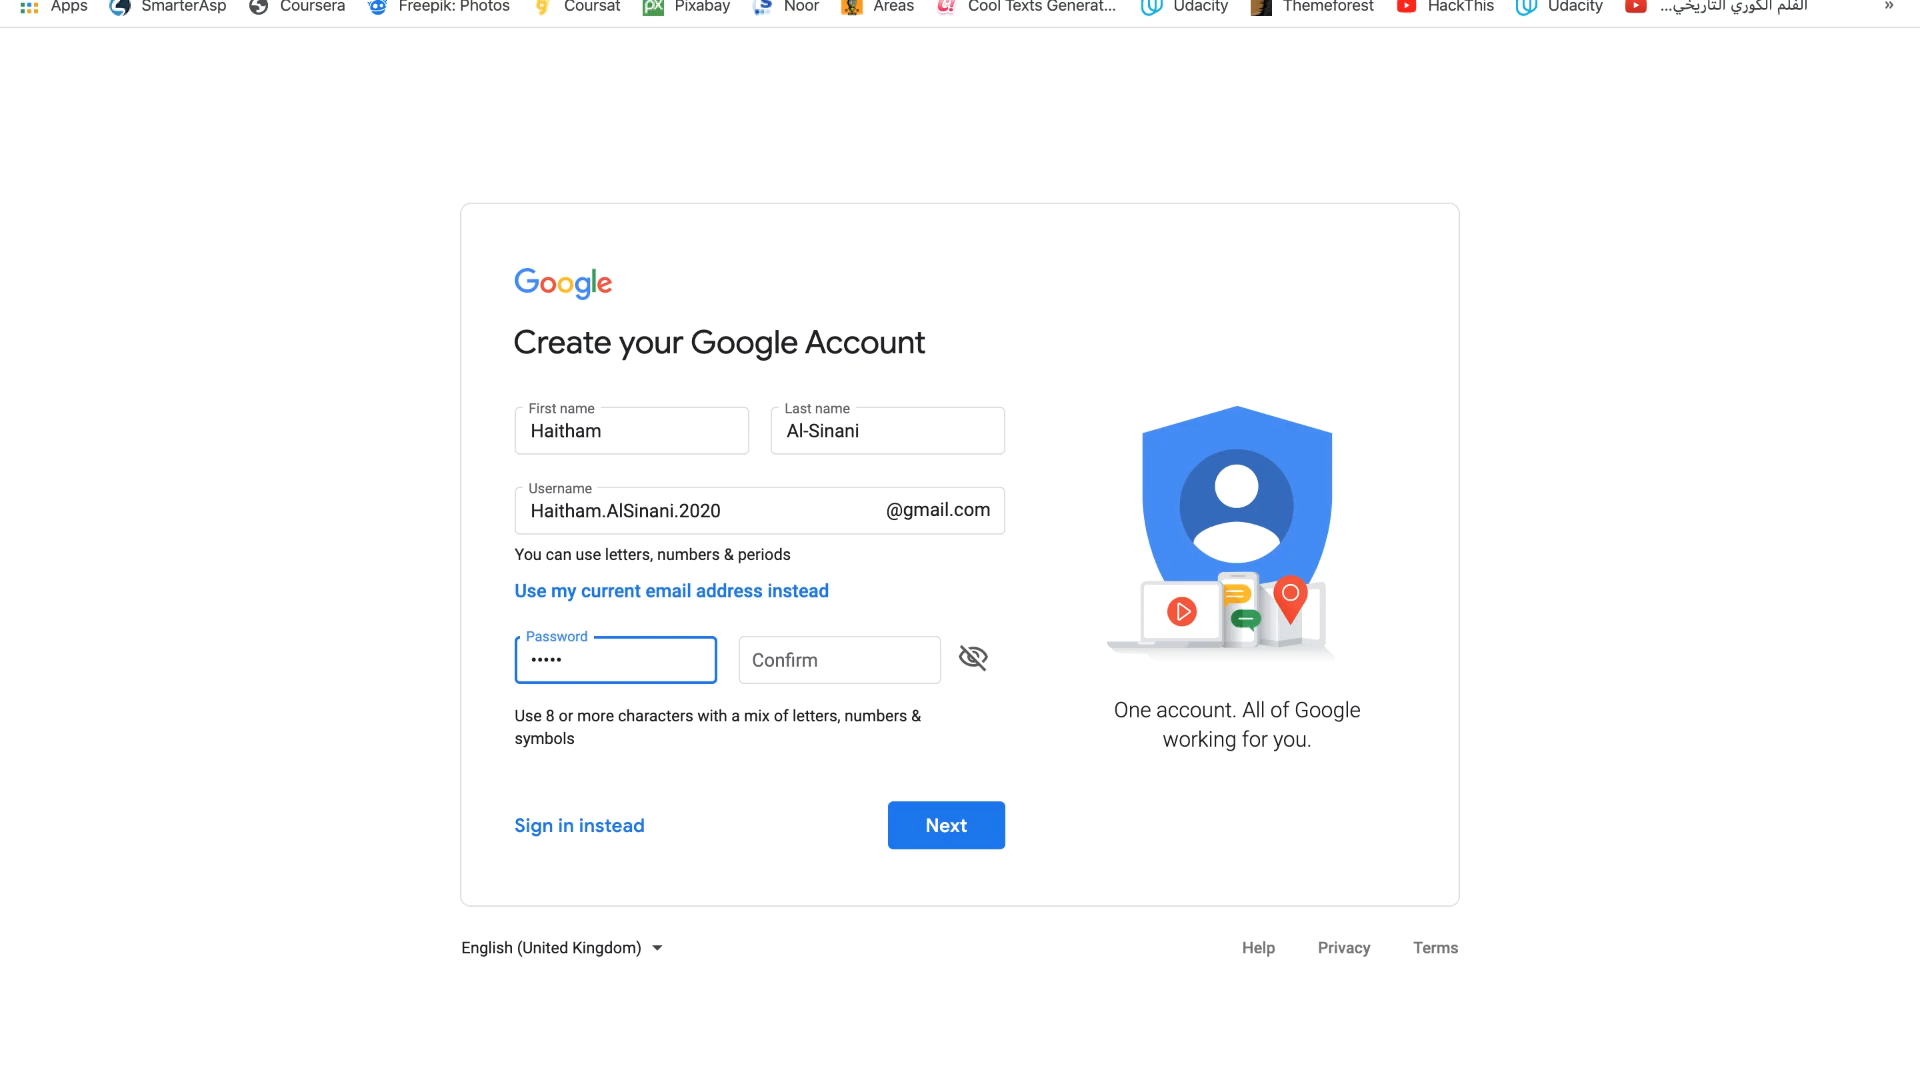 Apps SmarterAsp Coursera Freepik: Photos Coursat Pixabay Noor Areas Cool Texts Generat... Udacity Themeforest HackThis Udacity الفلم الكوري التاريخي... »
Google
Create your Google Account
First name Last name
Haitham Al-Sinani
Username
Haitham.AlSinani.2020 @gmail.com
You can use letters, numbers & periods
Use my current email address instead
Password
••••• Confirm
Use 8 or more characters with a mix of letters, numbers &
symbols
One account. All of Google
working for you.
Sign in instead Next
English (United Kingdom) Help Privacy Terms